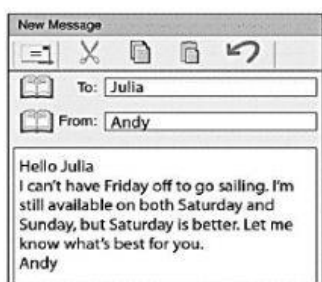 New Message
To: Julia
From: Andy
Hello Julia
I can't have Friday off to go sailing. I'm
still available on both Saturday and
Sunday, but Saturday is better. Let me
know what's best for you.
Andy